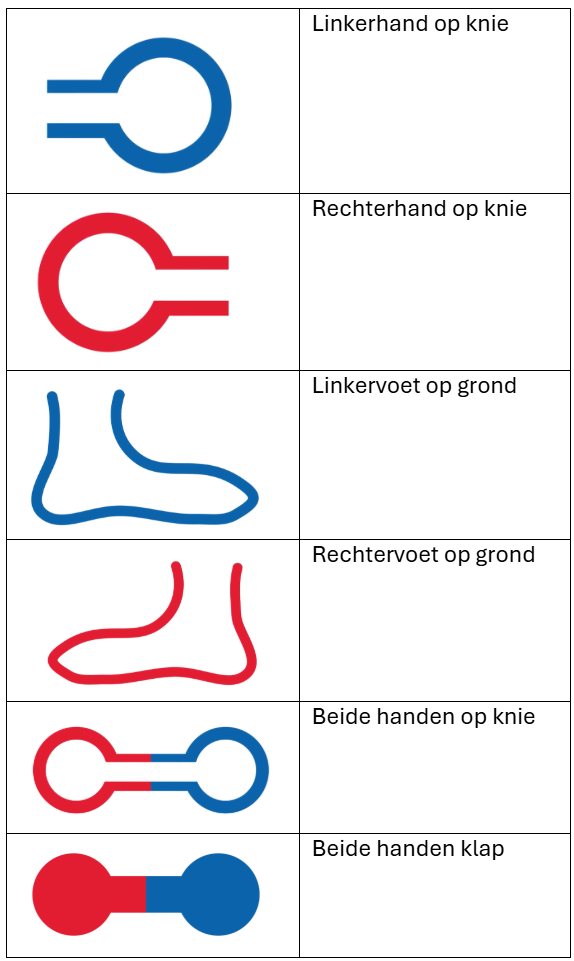 Linkerhand op knie
Rechterhand op knie
Linkervoet op grond
Rechtervoet op grond
Beide handen op knie
Beide handen klap